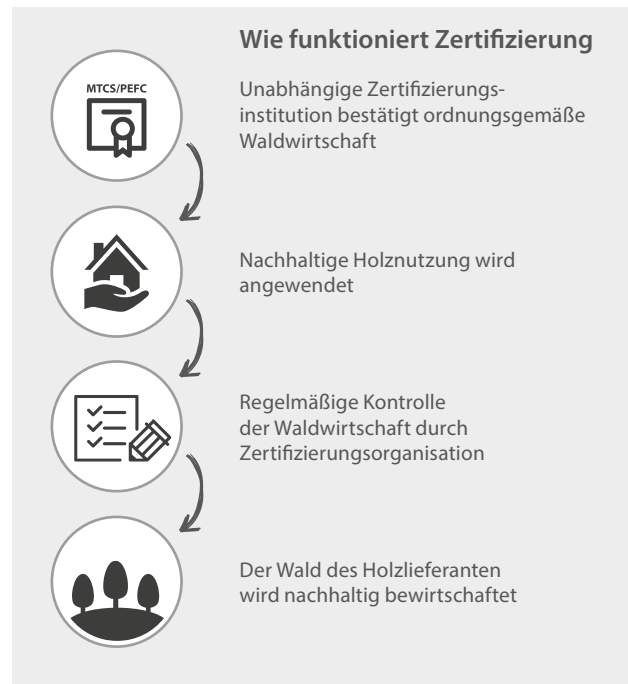 Wie funktioniert Zertifizierung
MTCS/PEFC
Unabhängige Zertifizierungs-
institution bestätigt ordnungsgemäße
Waldwirtschaft
Nachhaltige Holznutzung wird
angewendet
Regelmäßige Kontrolle
der Waldwirtschaft durch
Zertifizierungsorganisation
Der Wald des Holzlieferanten
wird nachhaltig bewirtschaftet